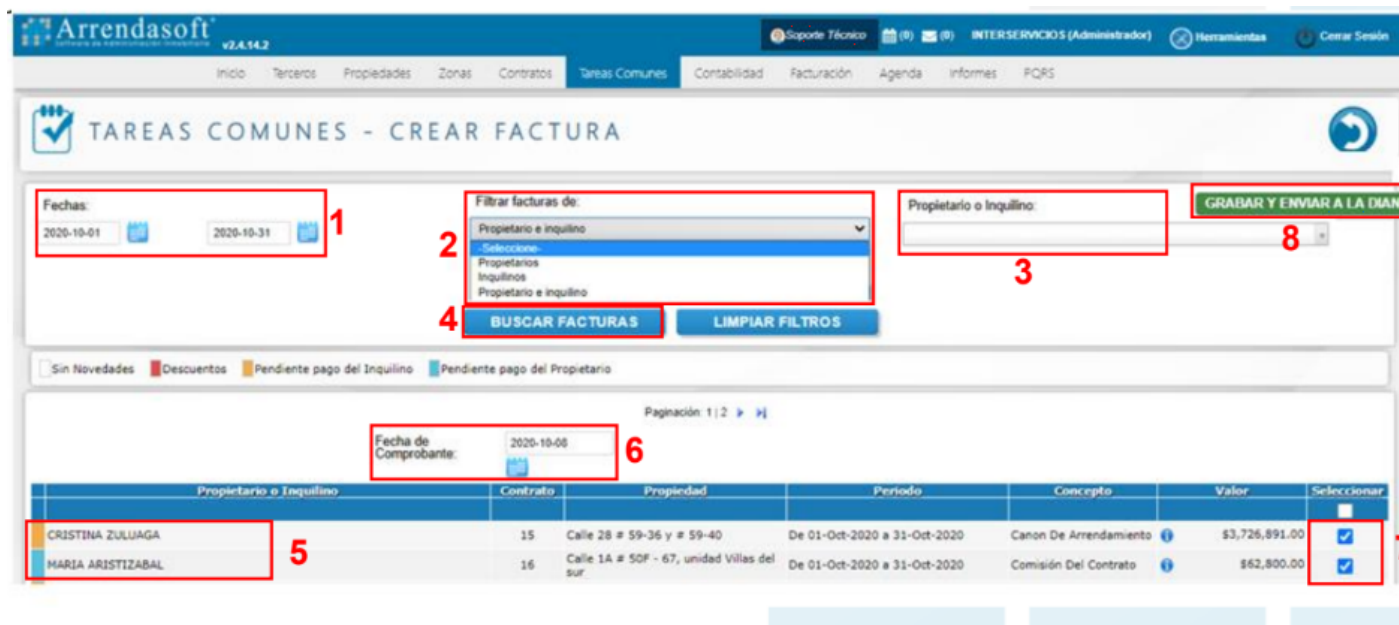 Arrendasoft
v2.4.14.2
Soporte Técnico (0) (0) INTERSERVICIOS (Administrador) Herramientas Cerrar Sesión
Inicio Terceros Propiedades Zonas Contratos Tareas Comunes Contabilidad Facturación Agenda Informes PQRS
TAREAS COMUNES - CREAR FACTURA
Fechas:
2020-10-01 2020-10-31
1
Filtrar facturas de:
Propietario e inquilino
-Seleccione-
Propietarios
Inquilinos
Propietario e inquilino
2
Propietario o Inquilino:
3
GRABAR Y ENVIAR A LA DIAN
8
4
BUSCAR FACTURAS LIMPIAR FILTROS
Sin Novedades Descuentos Pendiente pago del Inquilino Pendiente pago del Propietario
Paginación: 1 | 2
Fecha de
Comprobante:
2020-10-08
6
Propietario o Inquilino Contrato Propiedad Periodo Concepto Valor Seleccionar
CRISTINA ZULUAGA 15 Calle 28 # 59-36 y # 59-40 De 01-Oct-2020 a 31-Oct-2020 Canon De Arrendamiento $3,726,891.00
5
MARIA ARISTIZABAL 16 Calle 1A # 50F - 67, unidad Villas del
sur De 01-Oct-2020 a 31-Oct-2020 Comisión Del Contrato $62,800.00